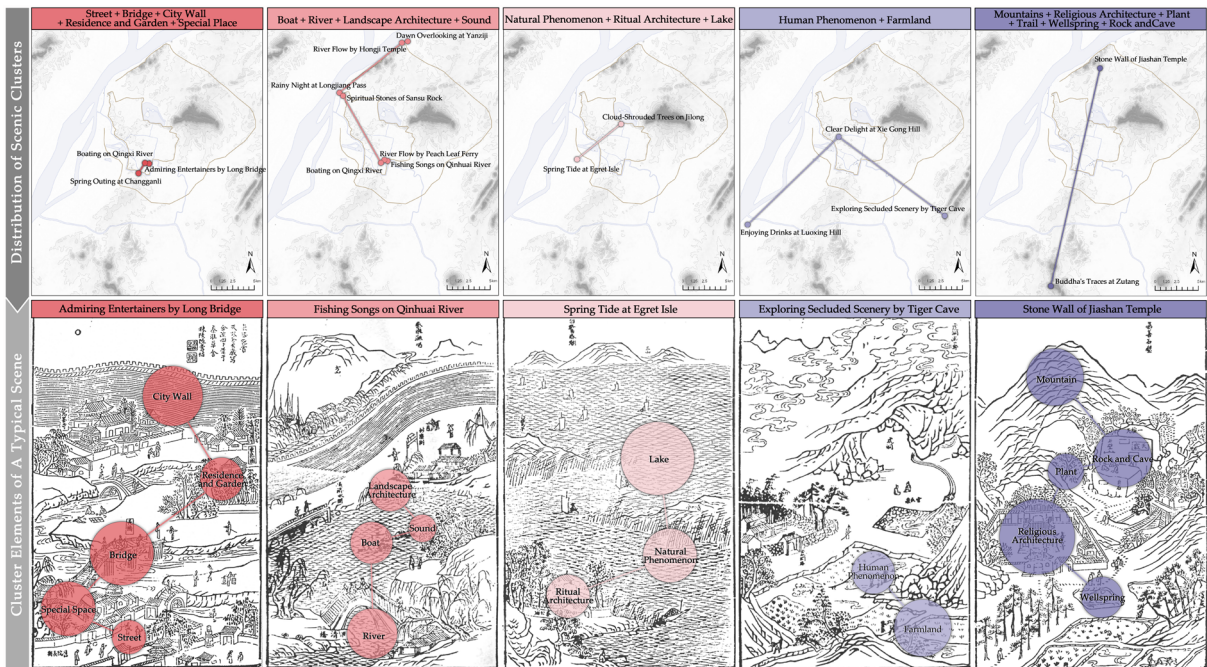 Distribution of Scenic Clusters
Street + Bridge + City Wall
+ Residence and Garden + Special Place
Boating on Qingxi River
Admiring Entertainers by Long Bridge
Spring Outing at Changganli
N
Boat + River + Landscape Architecture + Sound
Dawn Overlooking at Yanziji
River Flow by Hongji Temple
Rainy Night at Longjiang Pass
Spiritual Stones of Sansu Rock
River Flow by Peach Leaf Ferry
Fishing Songs on Qinhuai River
Boating on Qingxi River
N
Natural Phenomenon + Ritual Architecture + Lake
Cloud-Shrouded Trees on Jilong
Spring Tide at Egret Isle
N
Human Phenomenon + Farmland
Clear Delight at Xie Gong Hill
Exploring Secluded Scenery by Tiger Cave
Enjoying Drinks at Luoxing Hill
N
Mountains + Religious Architecture + Plant
+ Trail + Wellspring + Rock andCave
Stone Wall of Jiashan Temple
Buddha's Traces at Zutang
N
Cluster Elements of A Typical Scene
Admiring Entertainers by Long Bridge
City Wall
Residence
and Garden
Bridge
Special Space
Street
Fishing Songs on Qinhuai River
Landscape
Architecture
Sound
Boat
River
Spring Tide at Egret Isle
Lake
Natural
Phenomenon
Ritual
Architecture
Exploring Secluded Scenery by Tiger Cave
Human
Phenomenon
Farmland
Stone Wall of Jiashan Temple
Mountain
Rock and Cave
Plant
Religious
Architecture
Wellspring